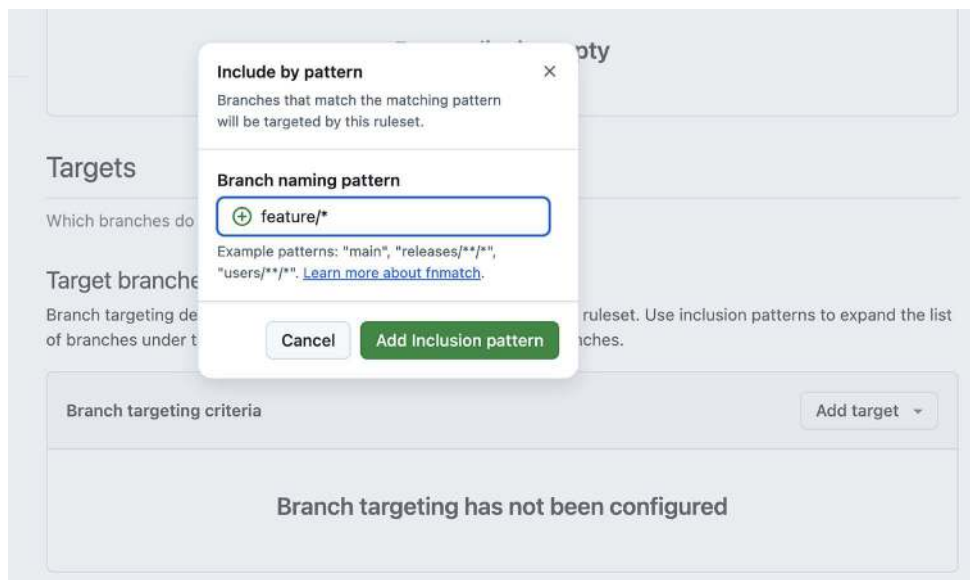 pty
Include by pattern
Branches that match the matching pattern
will be targeted by this ruleset.
Targets
Branch naming pattern
Which branches do
feature/*
Example patterns: "main", "releases/**/*",
"users/**/*". Learn more about fnmatch.
Target branche
Branch targeting de
ruleset. Use inclusion patterns to expand the list
of branches under t
nches.
Cancel
Add Inclusion pattern
Branch targeting criteria
Add target
Branch targeting has not been configured